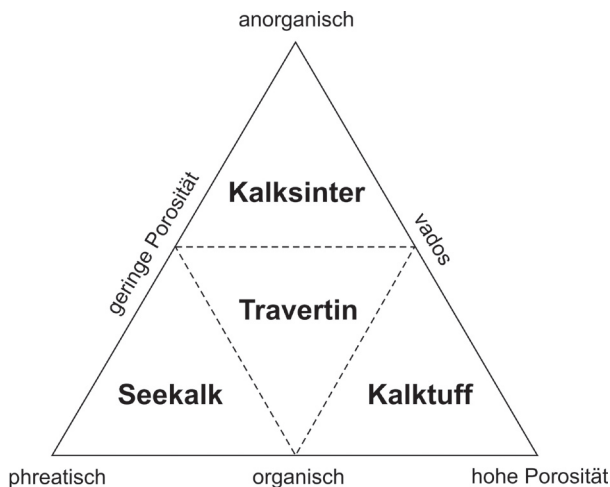 anorganisch
Kalksinter
geringe Porosität
vados
Travertin
Seekalk
Kalktuff
phreatisch
organisch
hohe Porosität